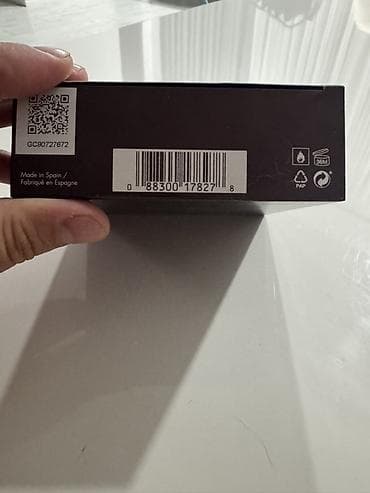 GC90727672
Made in Spain /
Fabriqué en Espagne
0 88300 17827 8
36M
PAP